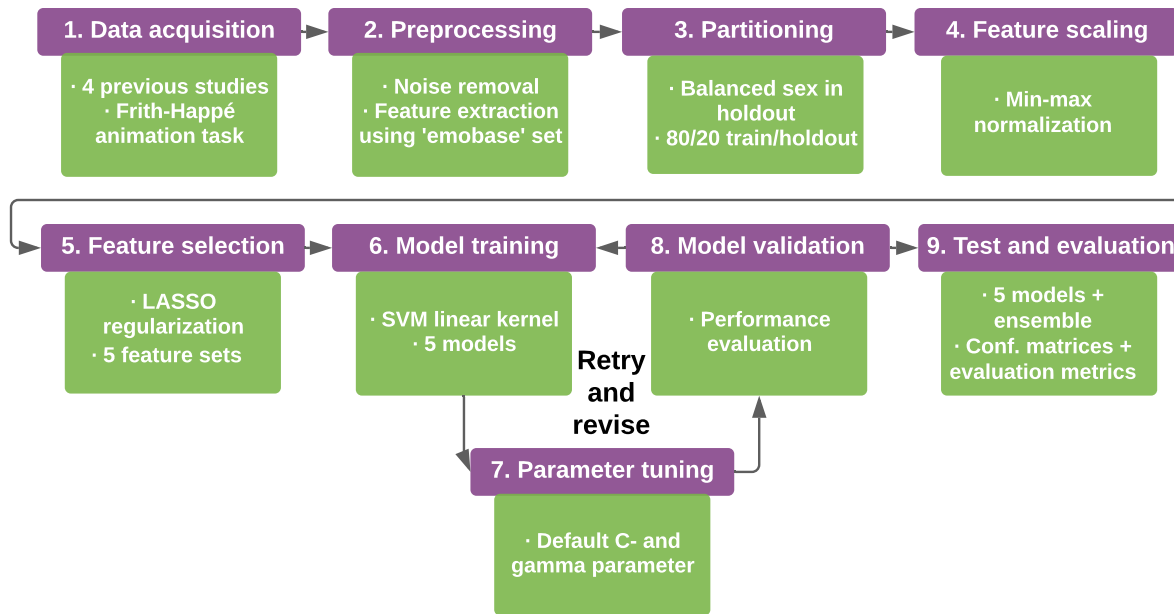 1. Data acquisition
· 4 previous studies
· Frith-Happé
animation task
2. Preprocessing
· Noise removal
· Feature extraction
using 'emobase' set
3. Partitioning
· Balanced sex in
holdout
· 80/20 train/holdout
4. Feature scaling
· Min-max
normalization
5. Feature selection
· LASSO
regularization
· 5 feature sets
6. Model training
· SVM linear kernel
· 5 models
Retry
and
revise
7. Parameter tuning
· Default C- and
gamma parameter
8. Model validation
· Performance
evaluation
9. Test and evaluation
· 5 models +
ensemble
· Conf. matrices +
evaluation metrics